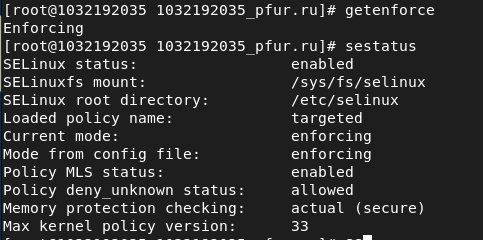 [root@1032192035 1032192035_pfur.ru]# getenforce
Enforcing
[root@1032192035 1032192035_pfur.ru]# sestatus
SELinux status:                 enabled
SELinuxfs mount:                /sys/fs/selinux
SELinux root directory:         /etc/selinux
Loaded policy name:             targeted
Current mode:                   enforcing
Mode from config file:          enforcing
Policy MLS status:              enabled
Policy deny_unknown status:     allowed
Memory protection checking:     actual (secure)
Max kernel policy version:      33